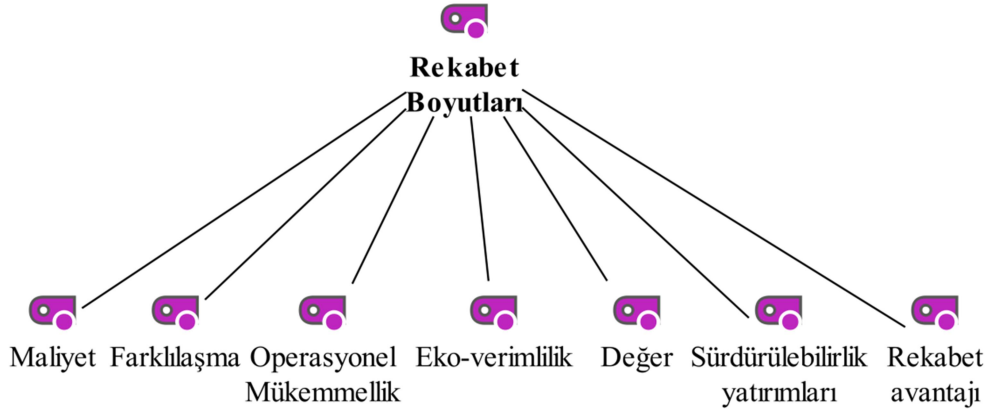 Rekabet
Boyutları
Maliyet
Farklılaşma
Operasyonel
Mükemmellik
Eko-verimlilik
Değer
Sürdürülebilirlik
yatırımları
Rekabet
avantajı